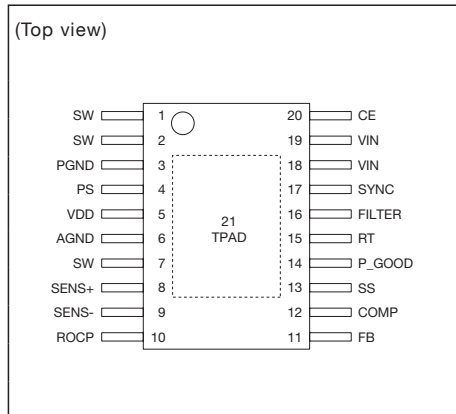 (Top view)
SW 1 20 CE
SW 2 19 VIN
PGND 3 18 VIN
PS 4 17 SYNC
VDD 5 21 16 FILTER
AGND 6 TPAD 15 RT
SW 7 14 P_GOOD
SENS+ 8 13 SS
SENS- 9 12 COMP
ROCP 10 11 FB